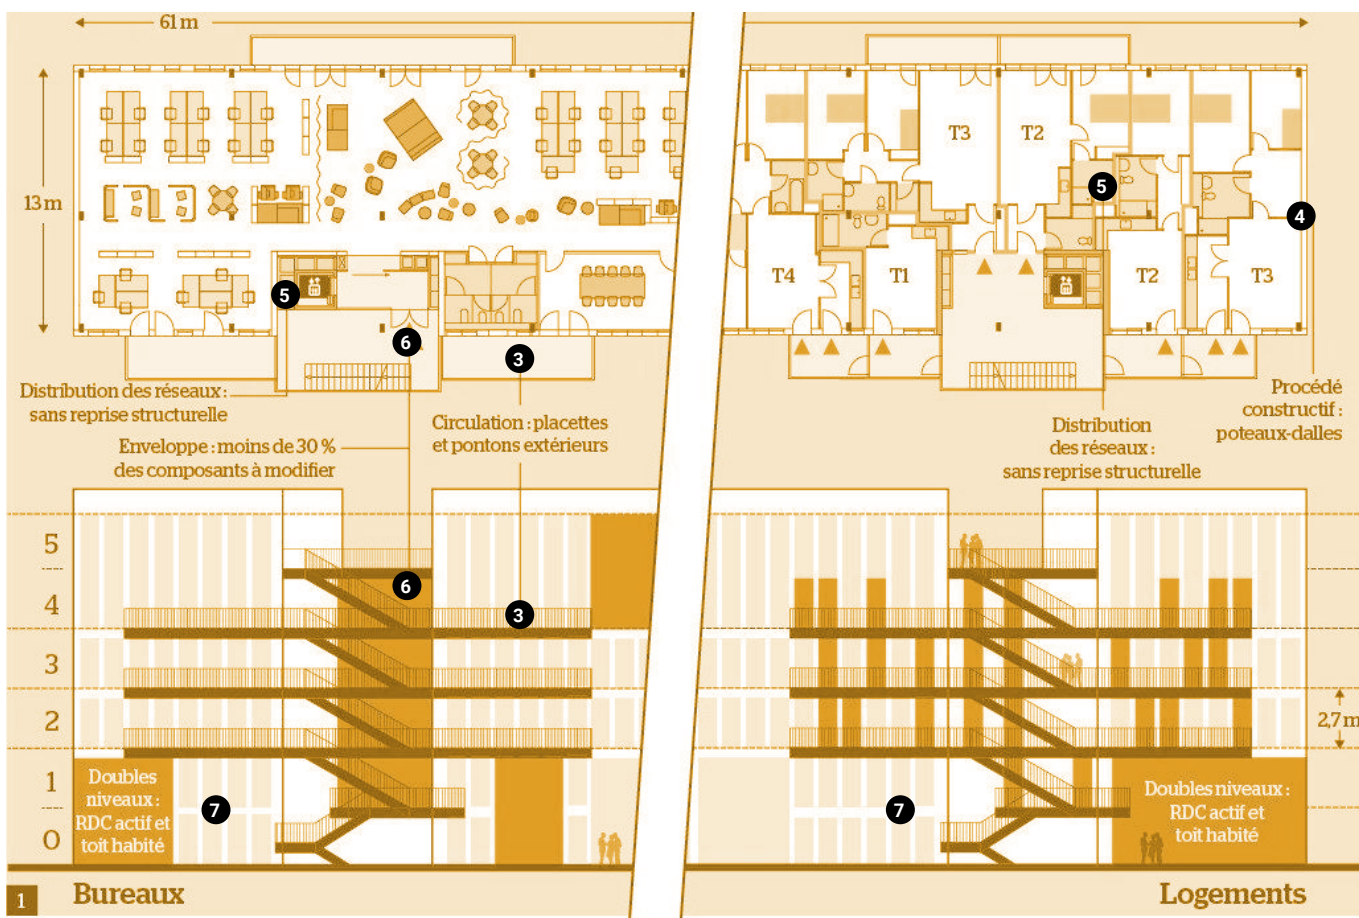 61 m
13 m
T3
T2
5
4
T4
T1
T2
T3
5
6
3
Distribution des réseaux :
sans reprise structurelle
Enveloppe : moins de 30 %
des composants à modifier
Circulation : placettes
et pontons extérieurs
Distribution
des réseaux :
sans reprise structurelle
Procédé
constructif :
poteaux-dalles
5
4
3
2
1
0
6
3
2,7 m
Doubles
niveaux :
RDC actif et
toit habité
7
7
Doubles niveaux :
RDC actif et
toit habité
1
Bureaux
Logements